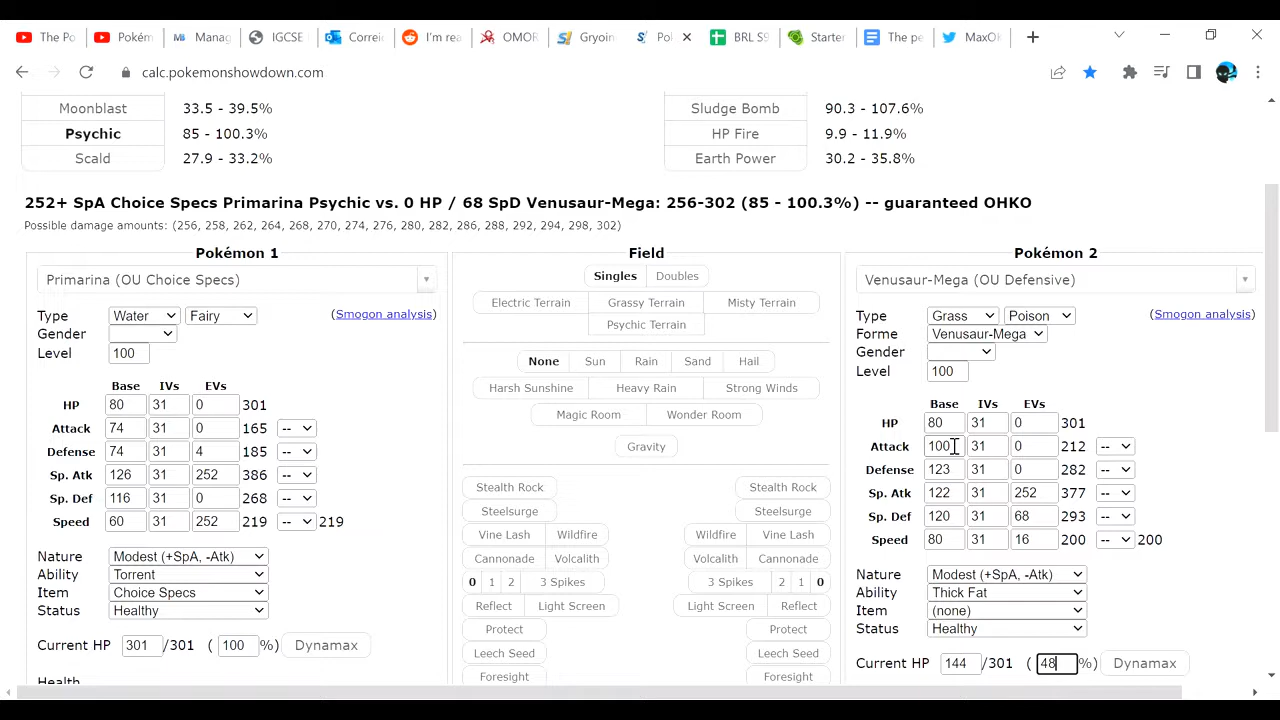 The Po Pokém Manag IGCSE Correi I'm rea OMOR Gryoin Pok BRL S9 Starter The pe MaxOK
calc.pokemonshowdown.com
Moonblast 33.5 - 39.5% Sludge Bomb 90.3 - 107.6%
Psychic 85 - 100.3% HP Fire 9.9 - 11.9%
Scald 27.9 - 33.2% Earth Power 30.2 - 35.8%
252+ SpA Choice Specs Primarina Psychic vs. 0 HP / 68 SpD Venusaur-Mega: 256-302 (85 - 100.3%) -- guaranteed OHKO
Possible damage amounts: (256, 258, 262, 264, 268, 270, 274, 276, 280, 282, 286, 288, 292, 294, 298, 302)
Pokémon 1
Primarina (OU Choice Specs)
Type Water Fairy (Smogon analysis)
Gender
Level 100
Base IVs EVs
HP 80 31 0 301
Attack 74 31 0 165 --
Defense 74 31 4 185 --
Sp. Atk 126 31 252 386 --
Sp. Def 116 31 0 268 --
Speed 60 31 252 219 -- 219
Nature Modest (+SpA, -Atk)
Ability Torrent
Item Choice Specs
Status Healthy
Current HP 301 /301 ( 100 %) Dynamax
Health
Field
Singles Doubles
Electric Terrain Grassy Terrain Misty Terrain
Psychic Terrain
None Sun Rain Sand Hail
Harsh Sunshine Heavy Rain Strong Winds
Magic Room Wonder Room
Gravity
Stealth Rock Stealth Rock
Steelsurge Steelsurge
Vine Lash Wildfire Wildfire Vine Lash
Cannonade Volcalith Volcalith Cannonade
0 1 2 3 Spikes 3 Spikes 2 1 0
Reflect Light Screen Light Screen Reflect
Protect Protect
Leech Seed Leech Seed
Foresight Foresight
Pokémon 2
Venusaur-Mega (OU Defensive)
Type Grass Poison (Smogon analysis)
Forme Venusaur-Mega
Gender
Level 100
Base IVs EVs
HP 80 31 0 301
Attack 100 31 0 212 --
Defense 123 31 0 282 --
Sp. Atk 122 31 252 377 --
Sp. Def 120 31 68 293 --
Speed 80 31 16 200 -- 200
Nature Modest (+SpA, -Atk)
Ability Thick Fat
Item (none)
Status Healthy
Current HP 144 /301 ( 48 %) Dynamax